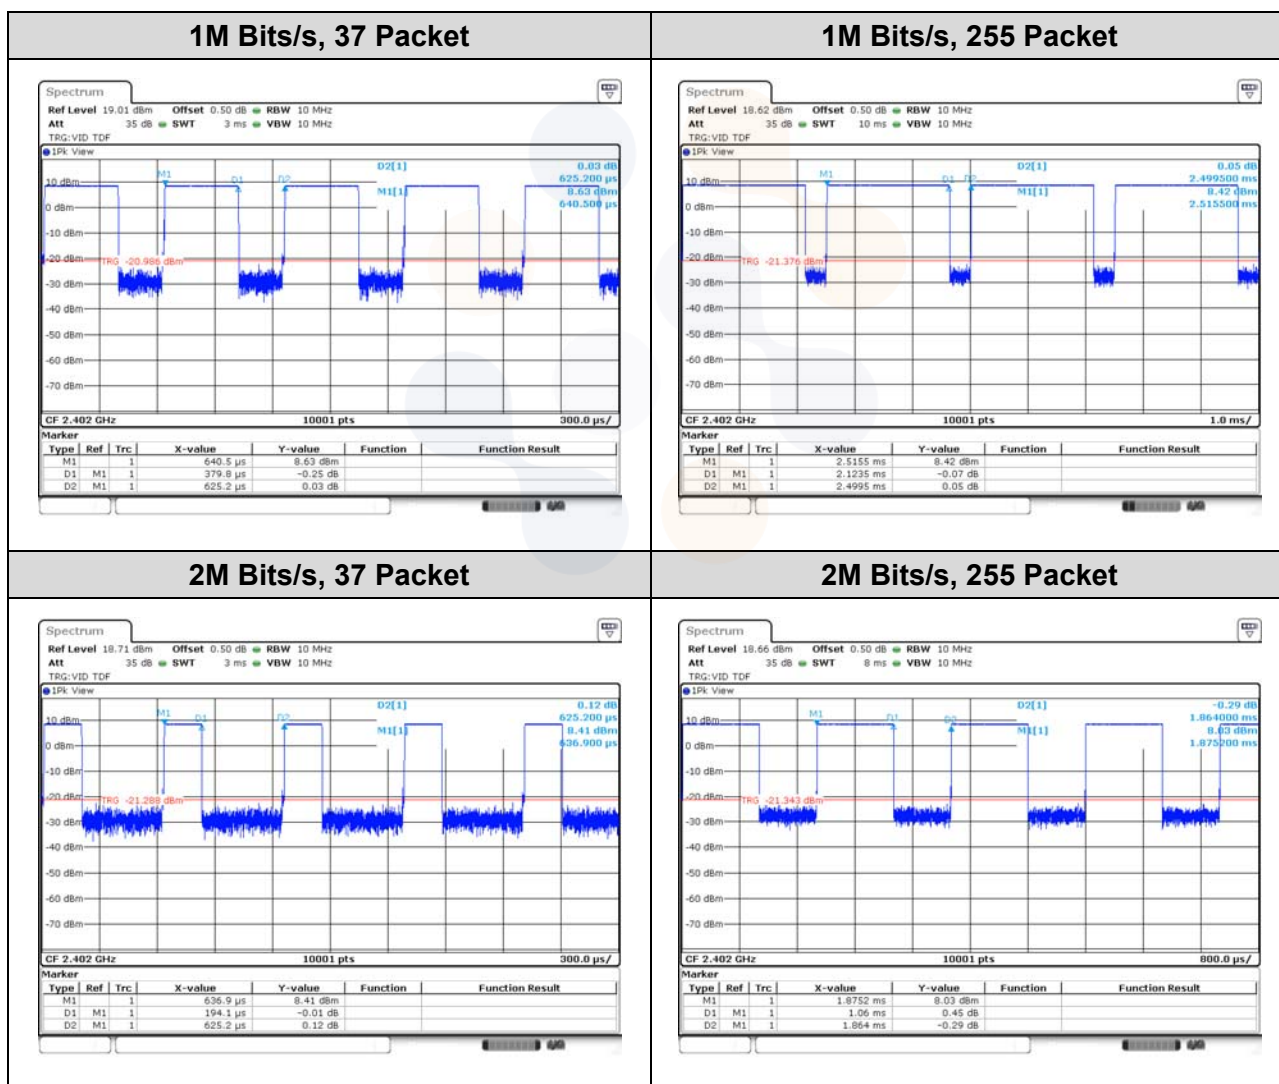 1M Bits/s, 37 Packet
1M Bits/s, 255 Packet
Spectrum
Ref Level 19.01 dBm Offset 0.50 dB RBW 10 MHz
Att 35 dB SWT 3 ms VBW 10 MHz
TRG:VID TDF
1Pk View
D2[1] 0.03 dB
625.200 µs
M1[1] 8.63 dBm
640.500 µs
M1 D1 D2
10 dBm
0 dBm
-10 dBm
-20 dBm
TRG -20.986 dBm
-30 dBm
-40 dBm
-50 dBm
-60 dBm
-70 dBm
CF 2.402 GHz 10001 pts 300.0 µs/
Marker
Type Ref Trc X-value Y-value Function Function Result
M1 1 640.5 µs 8.63 dBm
D1 M1 1 379.8 µs -0.25 dB
D2 M1 1 625.2 µs 0.03 dB
Spectrum
Ref Level 18.62 dBm Offset 0.50 dB RBW 10 MHz
Att 35 dB SWT 10 ms VBW 10 MHz
TRG:VID TDF
1Pk View
D2[1] 0.05 dB
2.499500 ms
M1[1] 8.42 dBm
2.515500 ms
M1 D1 D2
10 dBm
0 dBm
-10 dBm
-20 dBm
TRG -21.376 dBm
-30 dBm
-40 dBm
-50 dBm
-60 dBm
-70 dBm
CF 2.402 GHz 10001 pts 1.0 ms/
Marker
Type Ref Trc X-value Y-value Function Function Result
M1 1 2.5155 ms 8.42 dBm
D1 M1 1 2.1235 ms -0.07 dB
D2 M1 1 2.4995 ms 0.05 dB
2M Bits/s, 37 Packet
2M Bits/s, 255 Packet
Spectrum
Ref Level 18.71 dBm Offset 0.50 dB RBW 10 MHz
Att 35 dB SWT 3 ms VBW 10 MHz
TRG:VID TDF
1Pk View
D2[1] 0.12 dB
625.200 µs
M1[1] 8.41 dBm
636.900 µs
M1 D1 D2
10 dBm
0 dBm
-10 dBm
-20 dBm
TRG -21.288 dBm
-30 dBm
-40 dBm
-50 dBm
-60 dBm
-70 dBm
CF 2.402 GHz 10001 pts 300.0 µs/
Marker
Type Ref Trc X-value Y-value Function Function Result
M1 1 636.9 µs 8.41 dBm
D1 M1 1 194.1 µs -0.01 dB
D2 M1 1 625.2 µs 0.12 dB
Spectrum
Ref Level 18.66 dBm Offset 0.50 dB RBW 10 MHz
Att 35 dB SWT 8 ms VBW 10 MHz
TRG:VID TDF
1Pk View
D2[1] -0.29 dB
1.864000 ms
M1[1] 8.03 dBm
1.875200 ms
M1 D1 D2
10 dBm
0 dBm
-10 dBm
-20 dBm
TRG -21.343 dBm
-30 dBm
-40 dBm
-50 dBm
-60 dBm
-70 dBm
CF 2.402 GHz 10001 pts 800.0 µs/
Marker
Type Ref Trc X-value Y-value Function Function Result
M1 1 1.8752 ms 8.03 dBm
D1 M1 1 1.06 ms 0.45 dB
D2 M1 1 1.864 ms -0.29 dB